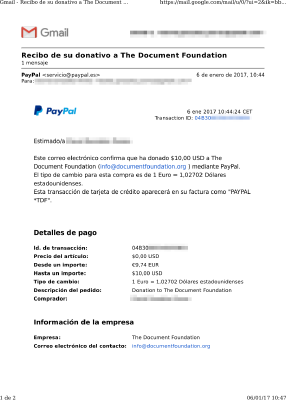 Gmail - Recibo de su donativo a The Document ...
https://mail.google.com/mail/u/0/?ui=2&ik=bb...
Gmail
Recibo de su donativo a The Document Foundation
1 mensaje
PayPal <servicio@paypal.es>
6 de enero de 2017, 10:44
Para:
PayPal
6 ene 2017 10:44:24 CET
Transaction ID: 04B30
Estimado/a
Este correo electrónico confirma que ha donado $10,00 USD a The
Document Foundation (info@documentfoundation.org ) mediante PayPal.
El tipo de cambio para esta compra es de 1 Euro = 1,02702 Dólares
estadounidenses.
Esta transacción de tarjeta de crédito aparecerá en su factura como "PAYPAL
*TDF".
Detalles de pago
Id. de transacción: 04B30
Precio del artículo: $0,00 USD
Desde un importe: €9,74 EUR
Hasta un importe: $10,00 USD
Tipo de cambio: 1 Euro = 1,02702 Dólares estadounidenses
Descripción del pedido: Donation to The Document Foundation
Comprador:
Información de la empresa
Empresa: The Document Foundation
Correo electrónico del contacto: info@documentfoundation.org
1 de 2
06/01/17 10:47